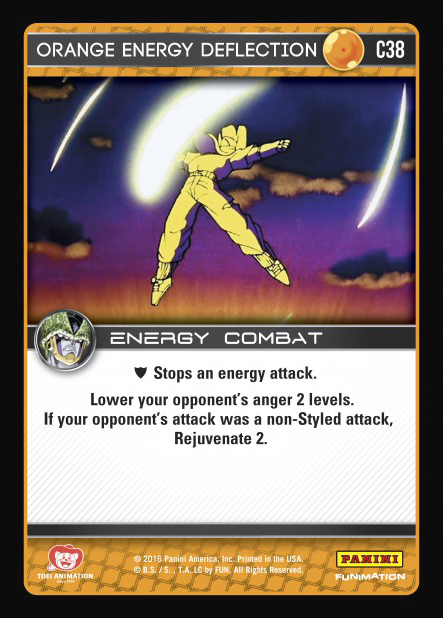 ORANGE ENERGY DEFLECTION C38
ENERGY COMBAT
Stops an energy attack.
Lower your opponent's anger 2 levels.
If your opponent's attack was a non-Styled attack,
Rejuvenate 2.
TOEI ANIMATION
© 2016 Panini America, Inc. Printed in the USA.
© B.S. / S. , T.A. LC by FUN. All Rights Reserved.
PANINI
FUNIMATION